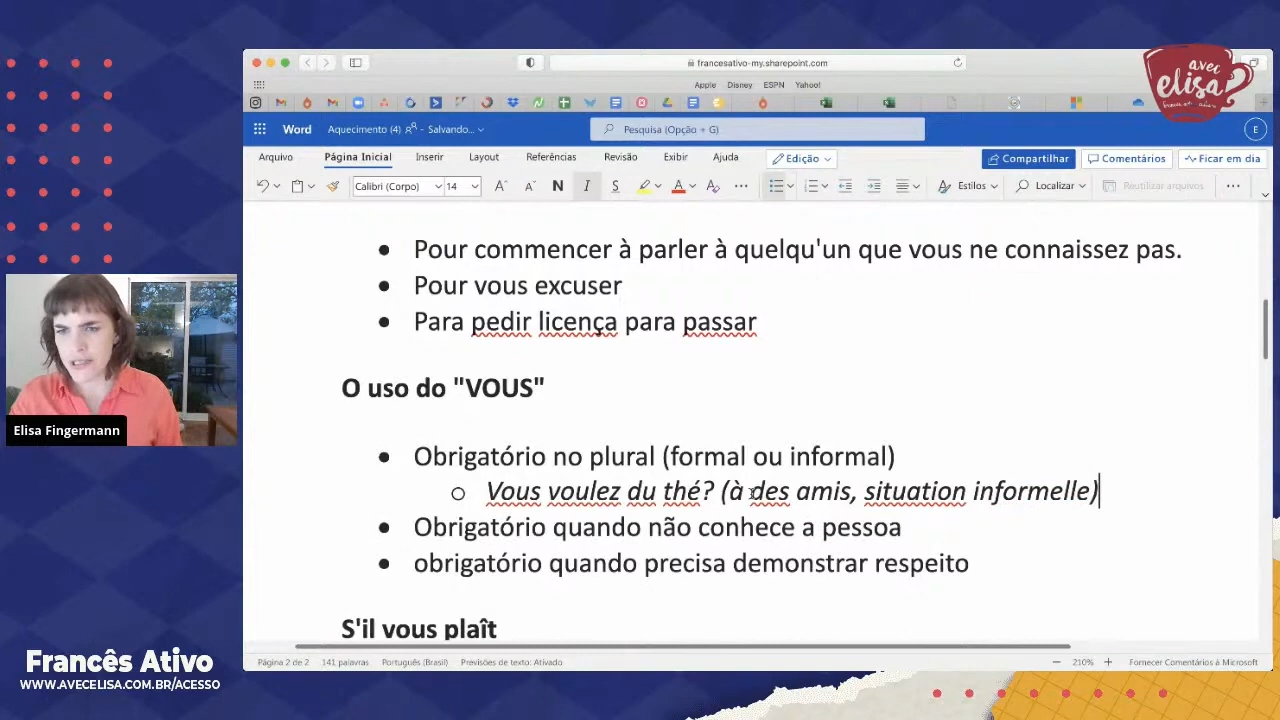 francesativo-my.sharepoint.com
Apple Disney ESPN Yahoo!
avec
elisa
Word Aquecimento (4) - Salvando...
Pesquisa (Opção + G)
E
Arquivo Página Inicial Inserir Layout Referências Revisão Exibir Ajuda Edição Compartilhar Comentários Ficar em dia
Calibri (Corpo) 14 A A N I S A A Estilos Localizar Reutilizar arquivos
Pour commencer à parler à quelqu'un que vous ne connaissez pas.
Pour vous excuser
Para pedir licença para passar
O uso do "VOUS"
Obrigatório no plural (formal ou informal)
Vous voulez du thé? (à des amis, situation informelle)
Obrigatório quando não conhece a pessoa
obrigatório quando precisa demonstrar respeito
S'il vous plaît
Elisa Fingermann
Francês Ativo
WWW.AVECELISA.COM.BR/ACESSO
Página 2 de 2 141 palavras Português (Brasil) Previsões de texto: Ativado 210% Fornecer Comentários à Microsoft